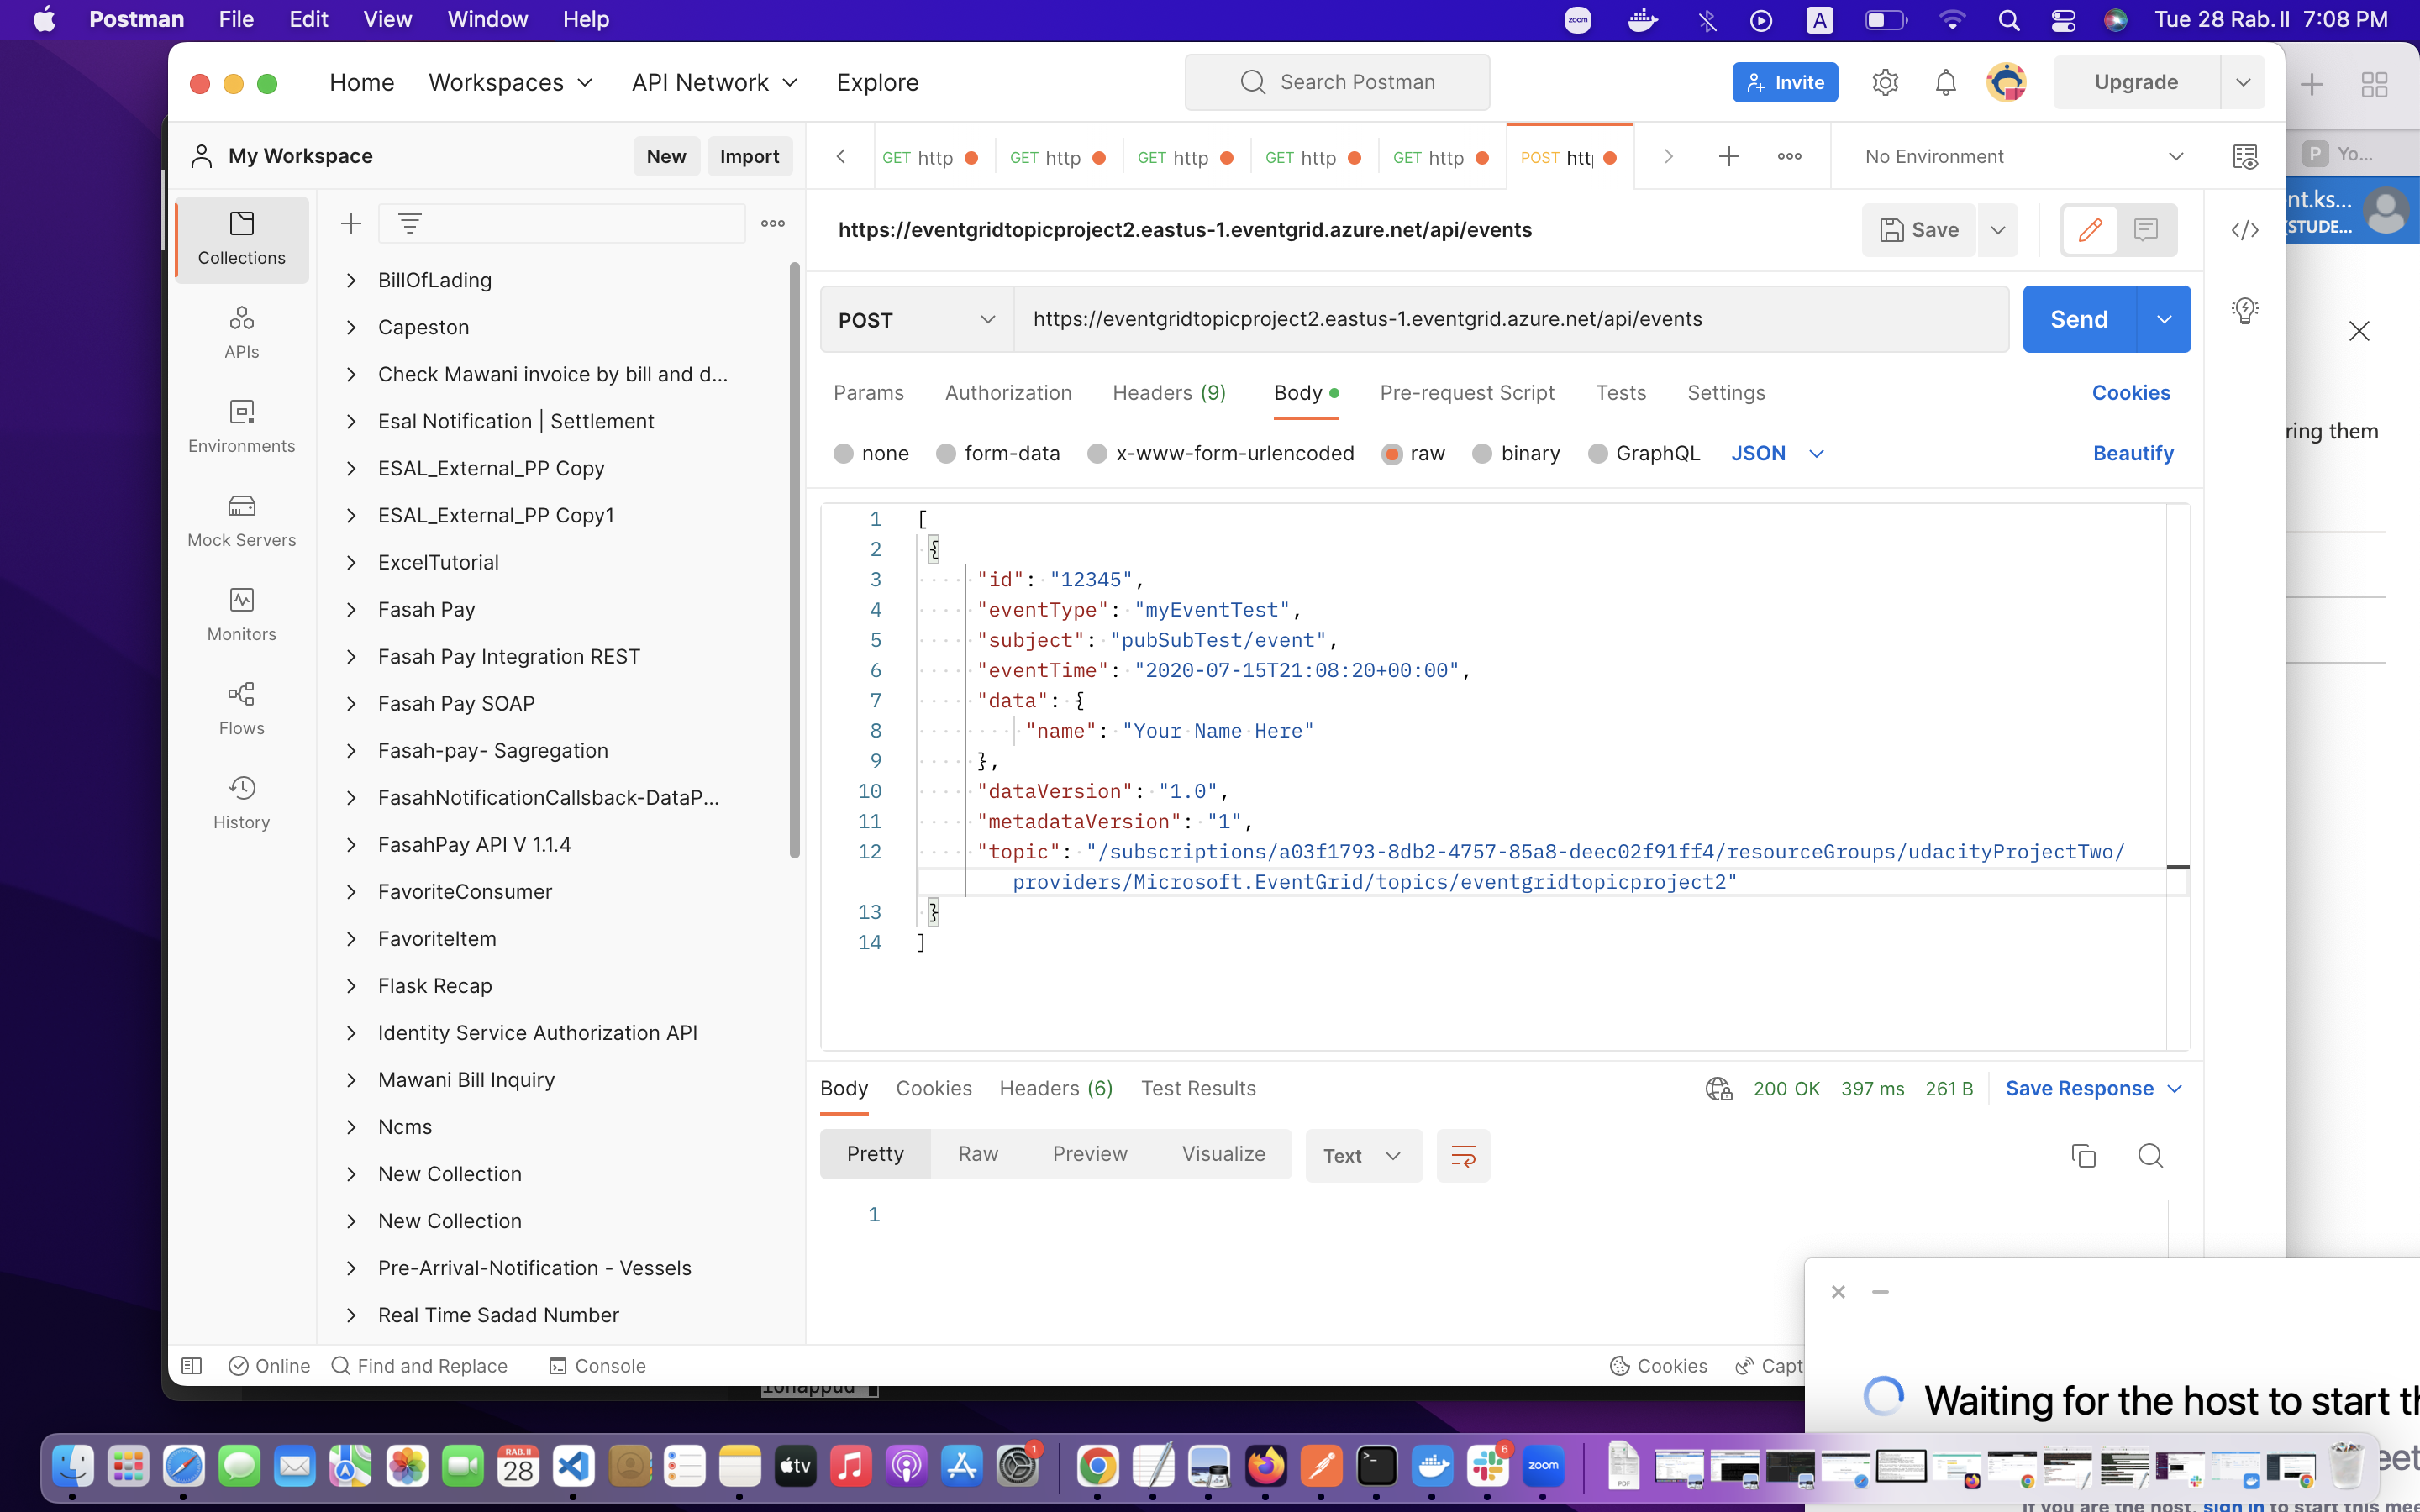 Postman File Edit View Window Help
zoom A Tue 28 Rab. II 7:08 PM
Home Workspaces API Network Explore
Search Postman
Invite Upgrade
My Workspace New Import
GET http GET http GET http GET http GET http POST htt
No Environment
P Yo...
nt.ks...
(STUDE...
Collections
APIs
Environments
Mock Servers
Monitors
Flows
History
BillOfLading
Capeston
Check Mawani invoice by bill and d...
Esal Notification | Settlement
ESAL_External_PP Copy
ESAL_External_PP Copy1
ExcelTutorial
Fasah Pay
Fasah Pay Integration REST
Fasah Pay SOAP
Fasah-pay- Sagregation
FasahNotificationCallsback-DataP...
FasahPay API V 1.1.4
FavoriteConsumer
FavoriteItem
Flask Recap
Identity Service Authorization API
Mawani Bill Inquiry
Ncms
New Collection
New Collection
Pre-Arrival-Notification - Vessels
Real Time Sadad Number
https://eventgridtopicproject2.eastus-1.eventgrid.azure.net/api/events
Save
POST https://eventgridtopicproject2.eastus-1.eventgrid.azure.net/api/events Send
Params Authorization Headers (9) Body Pre-request Script Tests Settings Cookies
none form-data x-www-form-urlencoded raw binary GraphQL JSON Beautify
ring them
1 [
2 {
3 "id": "12345",
4 "eventType": "myEventTest",
5 "subject": "pubSubTest/event",
6 "eventTime": "2020-07-15T21:08:20+00:00",
7 "data": {
8 "name": "Your Name Here"
9 },
10 "dataVersion": "1.0",
11 "metadataVersion": "1",
12 "topic": "/subscriptions/a03f1793-8db2-4757-85a8-deec02f91ff4/resourceGroups/udacityProjectTwo/
providers/Microsoft.EventGrid/topics/eventgridtopicproject2"
13 }
14 ]
Body Cookies Headers (6) Test Results 200 OK 397 ms 261 B Save Response
Pretty Raw Preview Visualize Text
1
Online Find and Replace Console Cookies Capt
Waiting for the host to start th
eet
If you are the host, sign in to start this mee
RAB.II
28
tv
1
6
zoom
PDF